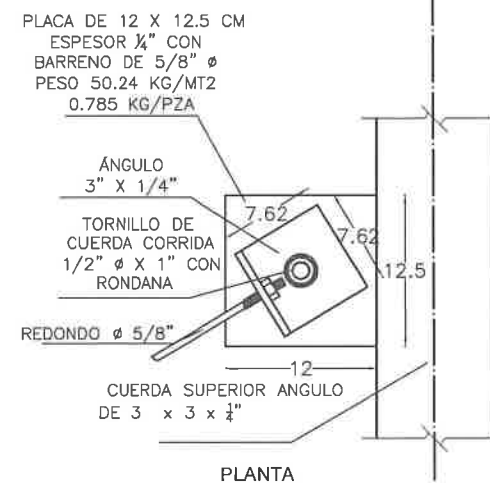 PLACA DE 12 X 12.5 CM
ESPESOR ¼" CON
BARRENO DE 5/8" ø
PESO 50.24 KG/MT2
0.785 KG/PZA
ÁNGULO
3" X 1/4"
7.62
7.62
TORNILLO DE
CUERDA CORRIDA
1/2" ø X 1" CON
RONDANA
12.5
REDONDO ø 5/8"
12
CUERDA SUPERIOR ANGULO
DE 3 x 3 x ¼"
PLANTA